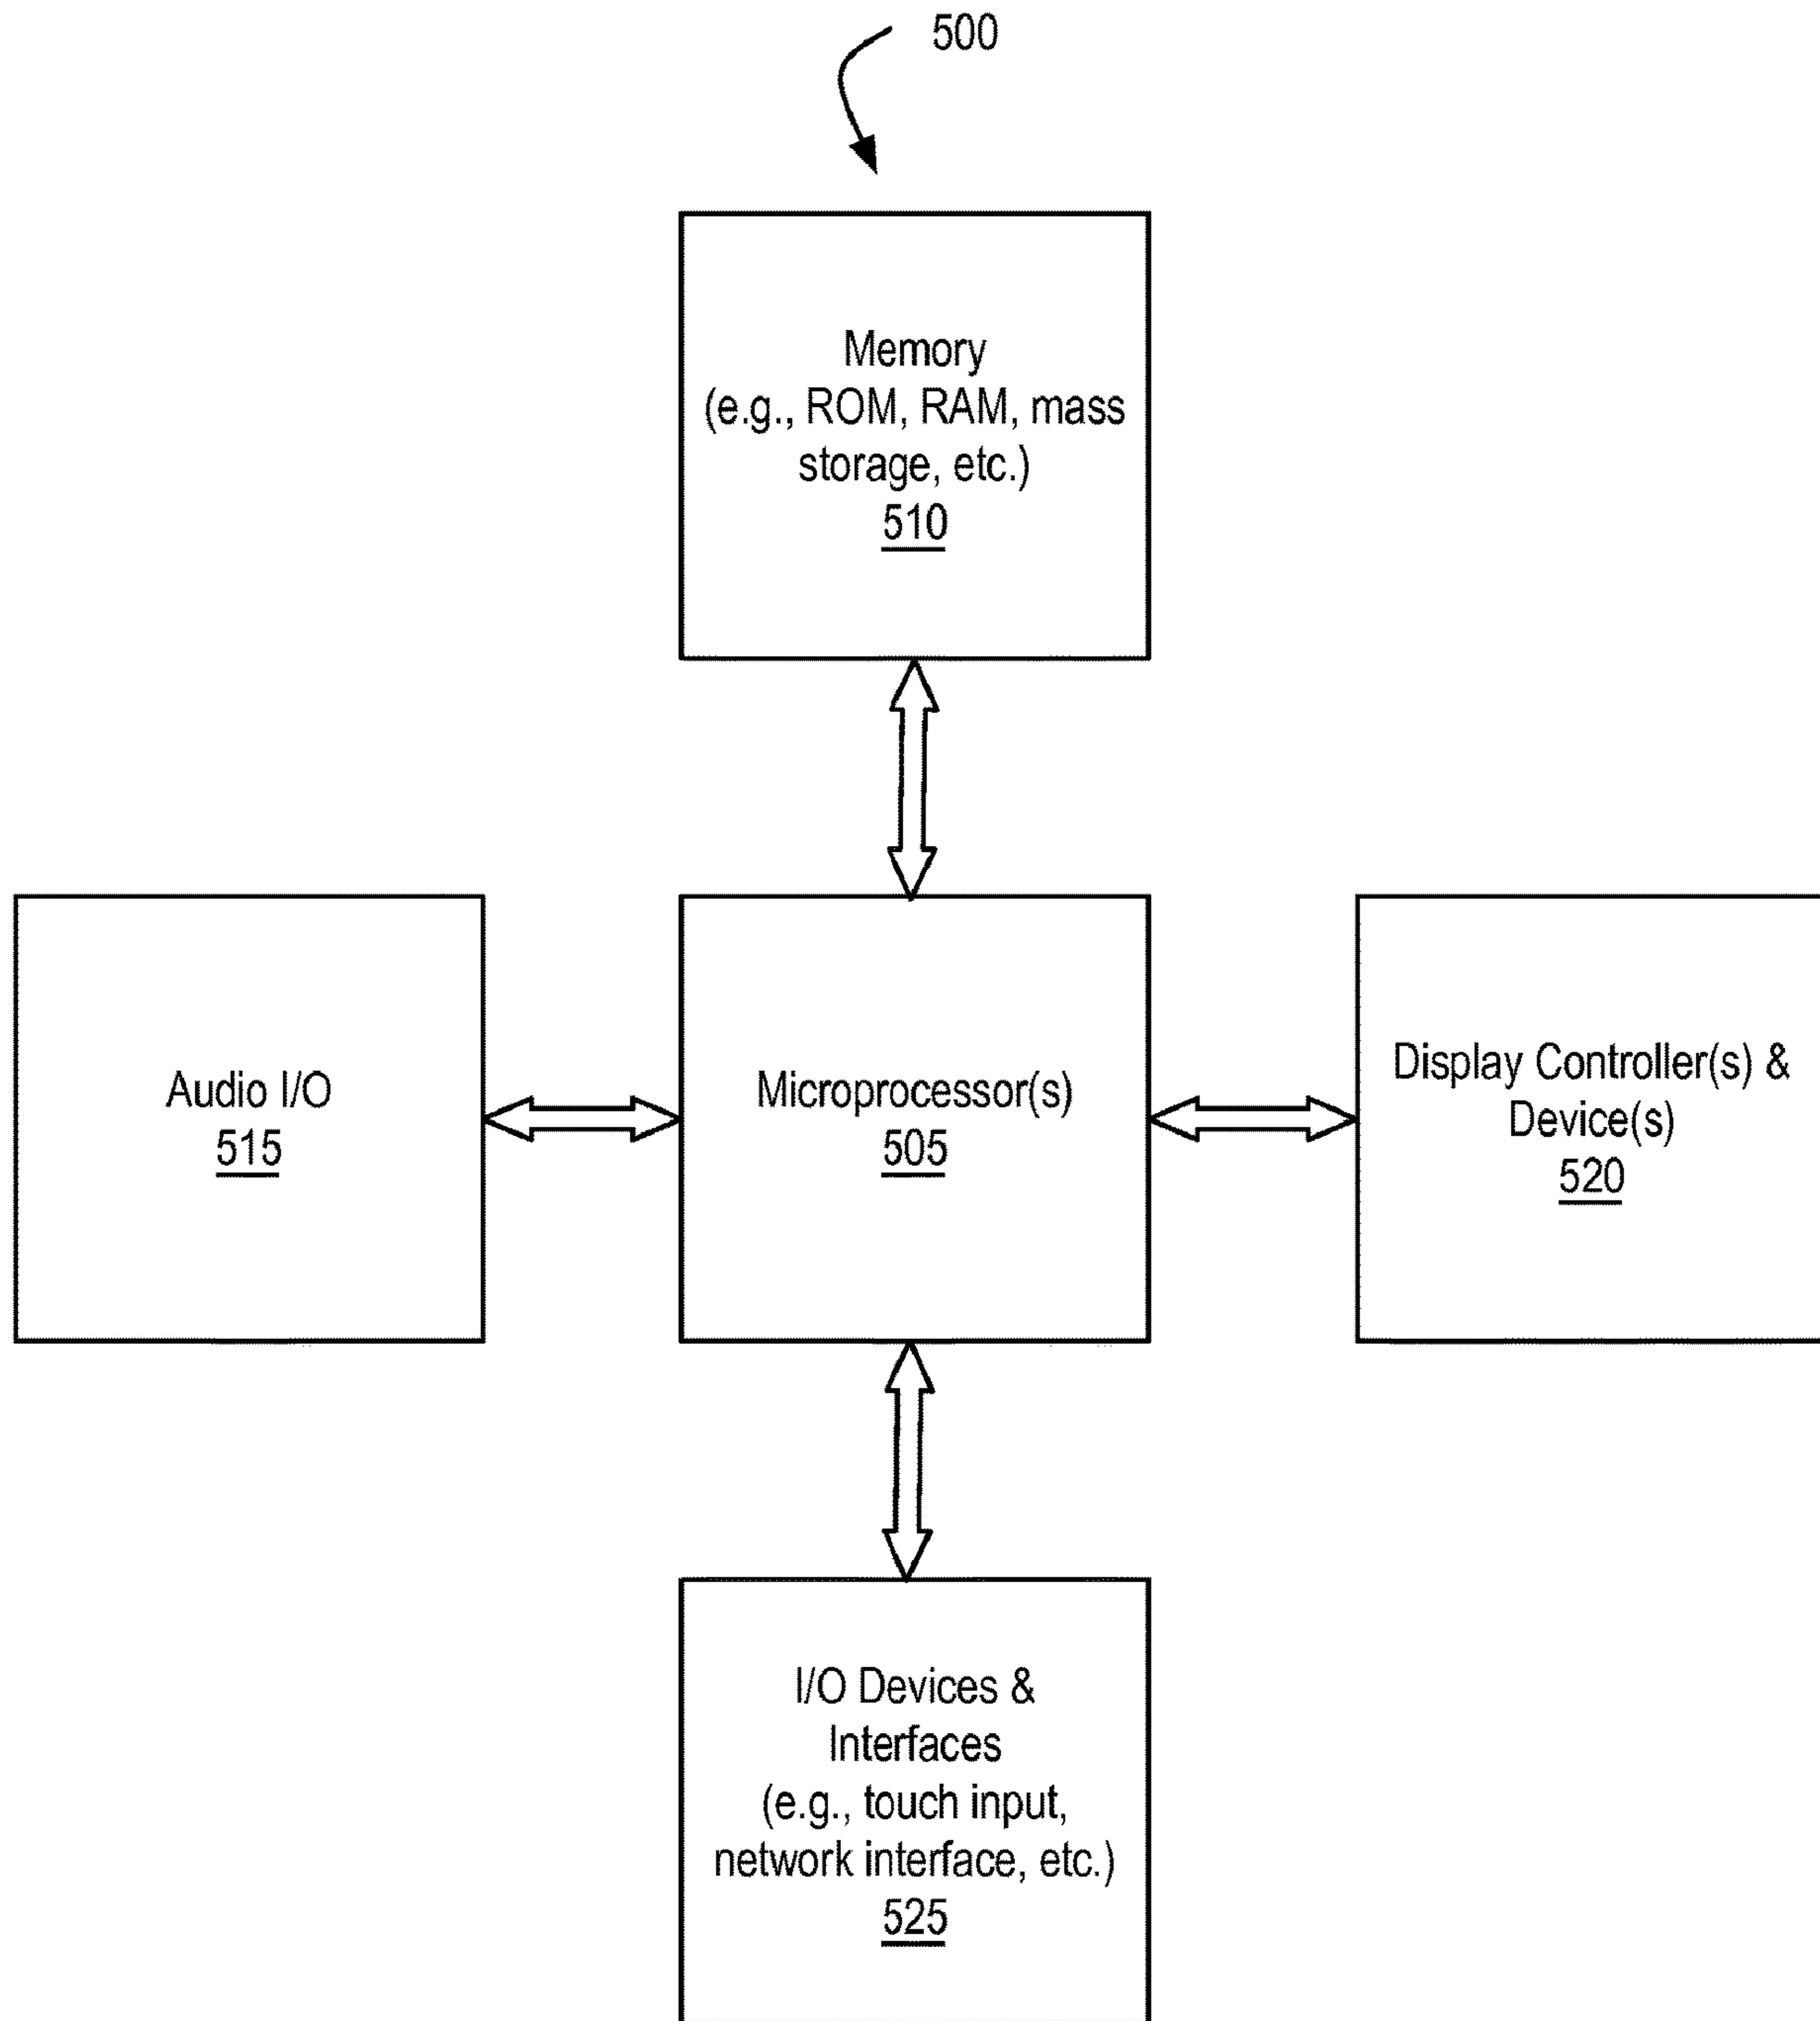 500
Memory
(e.g., ROM, RAM, mass
storage, etc.)
510
Audio I/O
515
Microprocessor(s)
505
Display Controller(s) &
Device(s)
520
I/O Devices &
Interfaces
(e.g., touch input,
network interface, etc.)
525